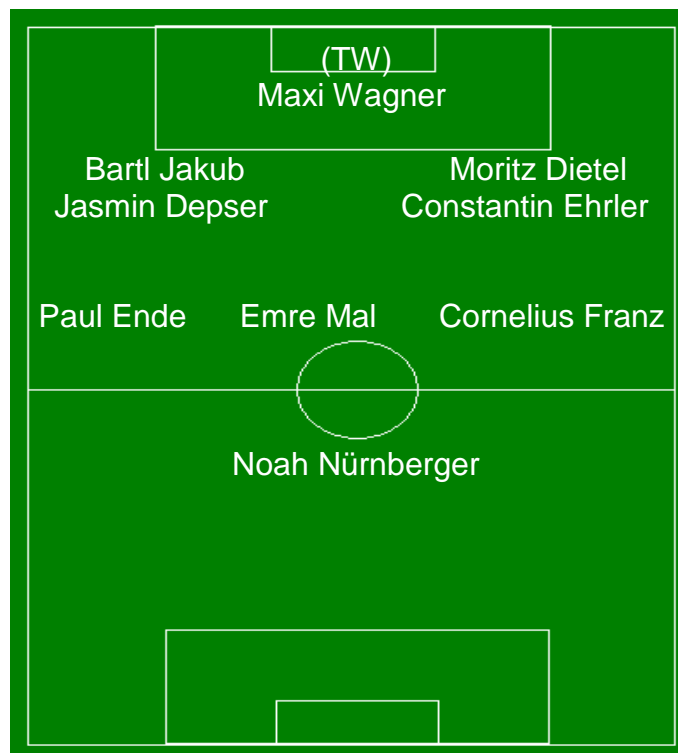 (TW)
Maxi Wagner
Bartl Jakub
Moritz Dietel
Jasmin Depser
Constantin Ehrler
Paul Ende
Emre Mal
Cornelius Franz
Noah Nürnberger